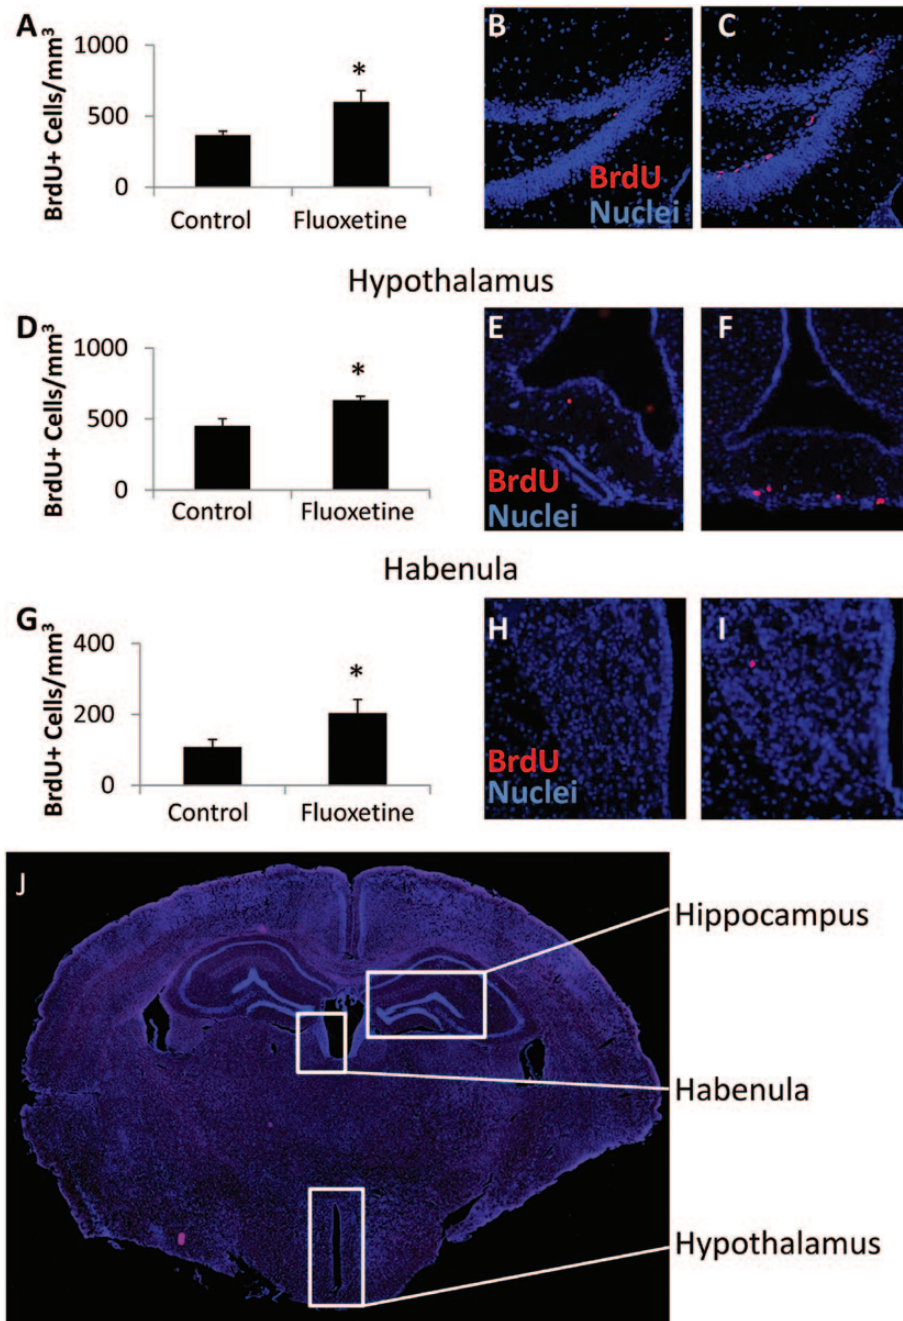 A
BrdU+ Cells/mm³
1000
500
0
*
Control
Fluoxetine
B
C
BrdU
Nuclei
Hypothalamus
D
BrdU+ Cells/mm³
1000
500
0
*
Control
Fluoxetine
E
F
BrdU
Nuclei
Habenula
G
BrdU+ Cells/mm³
400
200
0
*
Control
Fluoxetine
H
I
BrdU
Nuclei
J
Hippocampus
Habenula
Hypothalamus